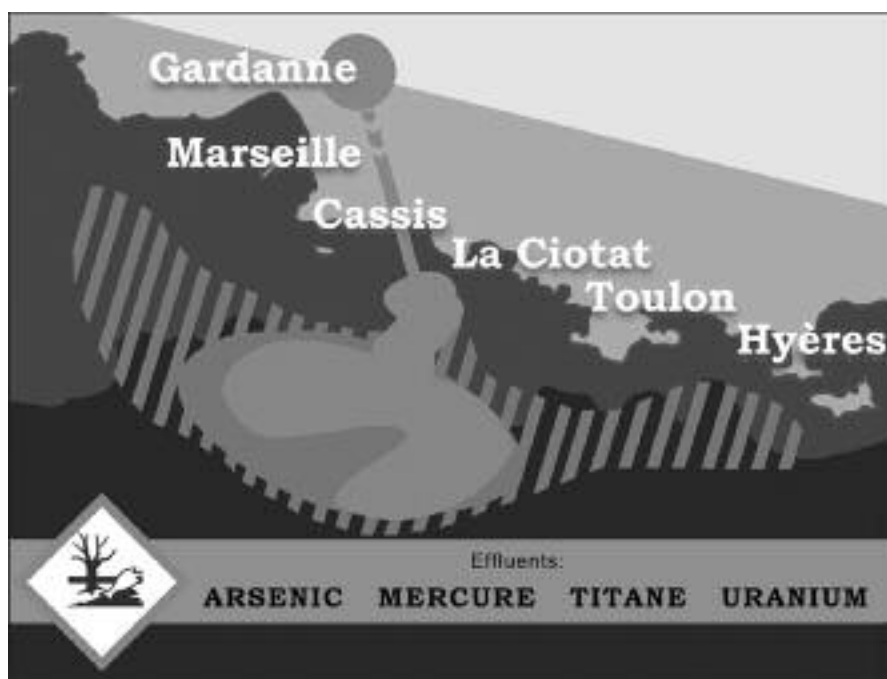 Gardanne
Marseille
Cassis
La Ciotat
Toulon
Hyères
Effluents:
ARSENIC MERCURE TITANE URANIUM